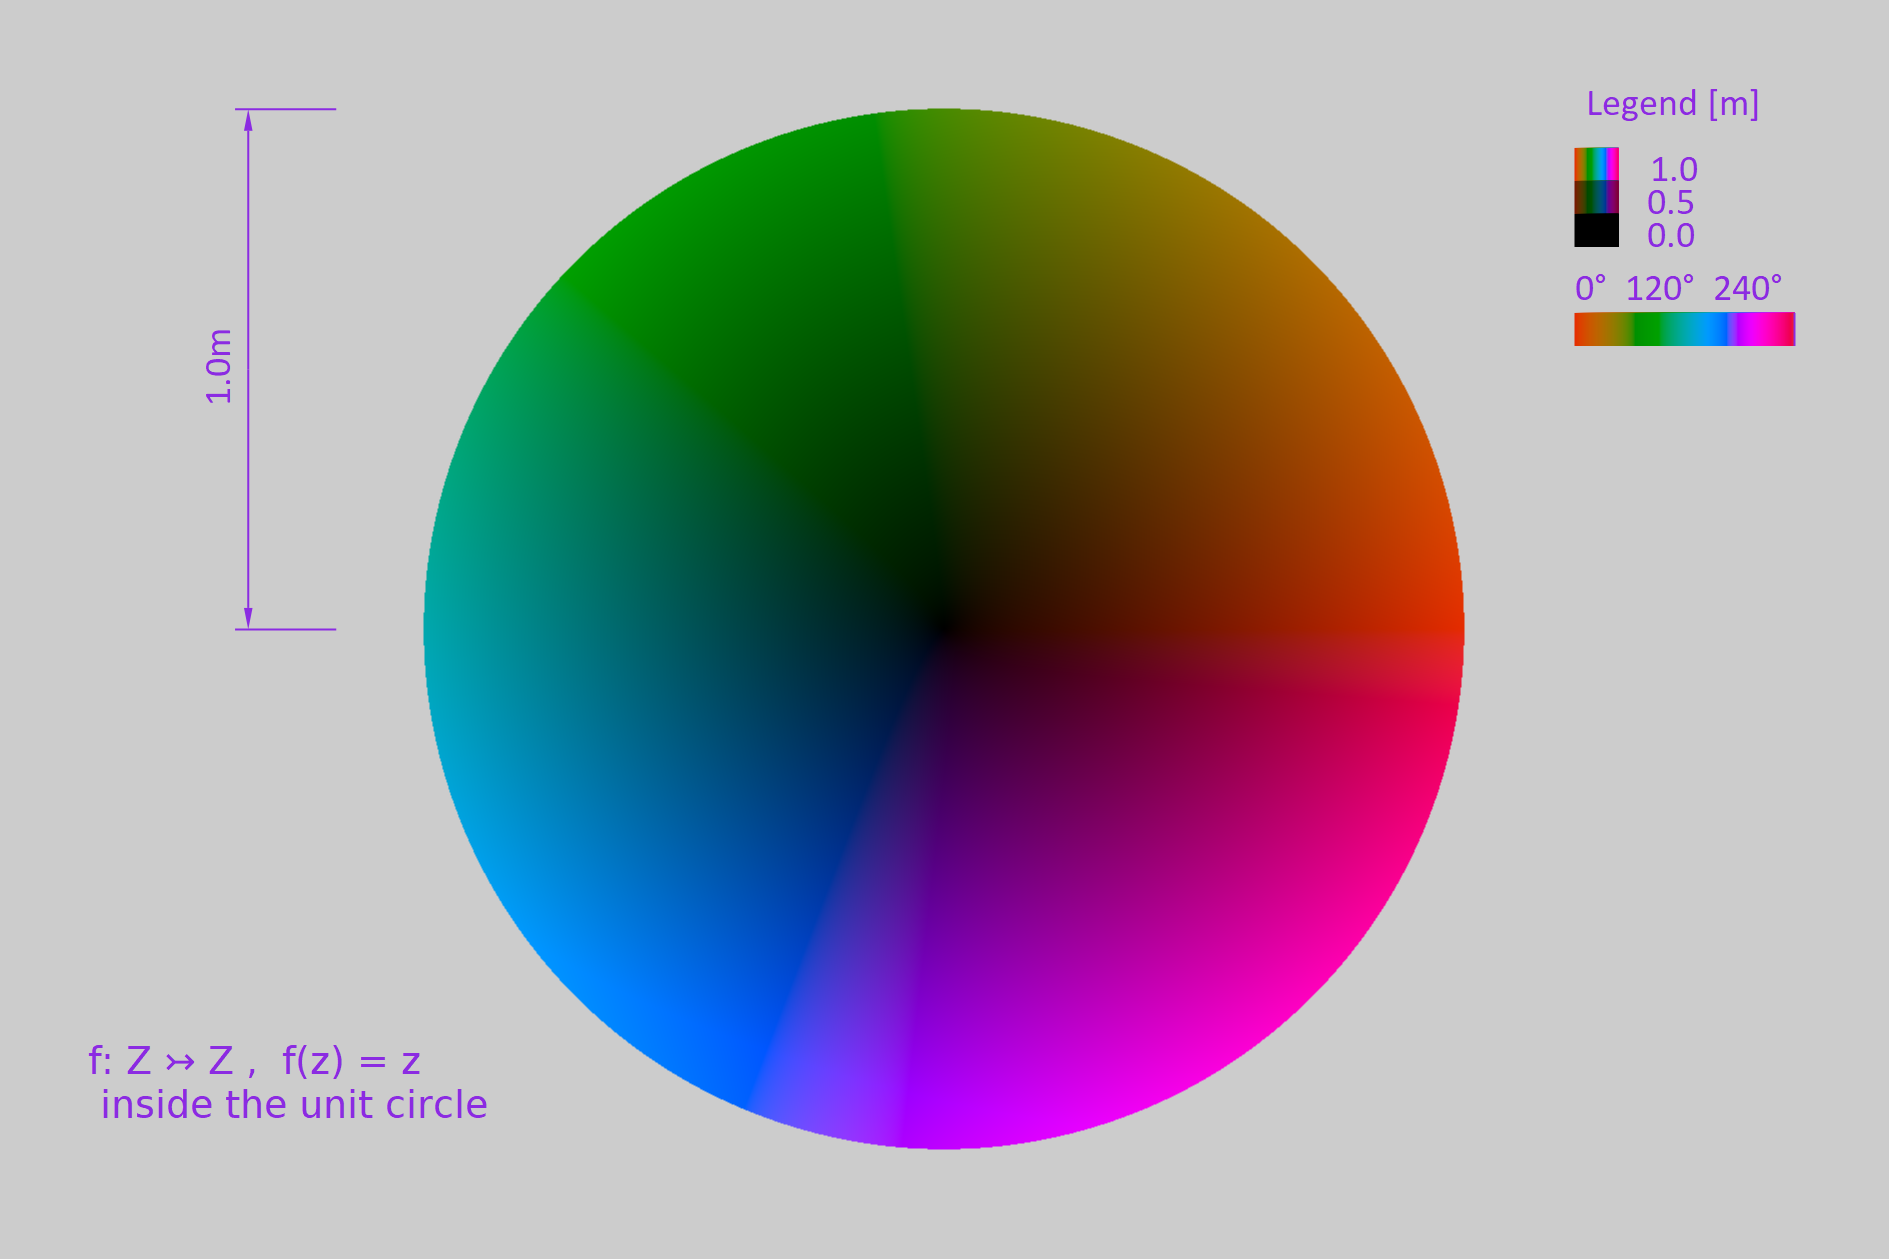 Legend [m]
1.0
0.5
0.0
0° 120° 240°
1.0m
f: Z ↣ Z , f(z) = z
inside the unit circle